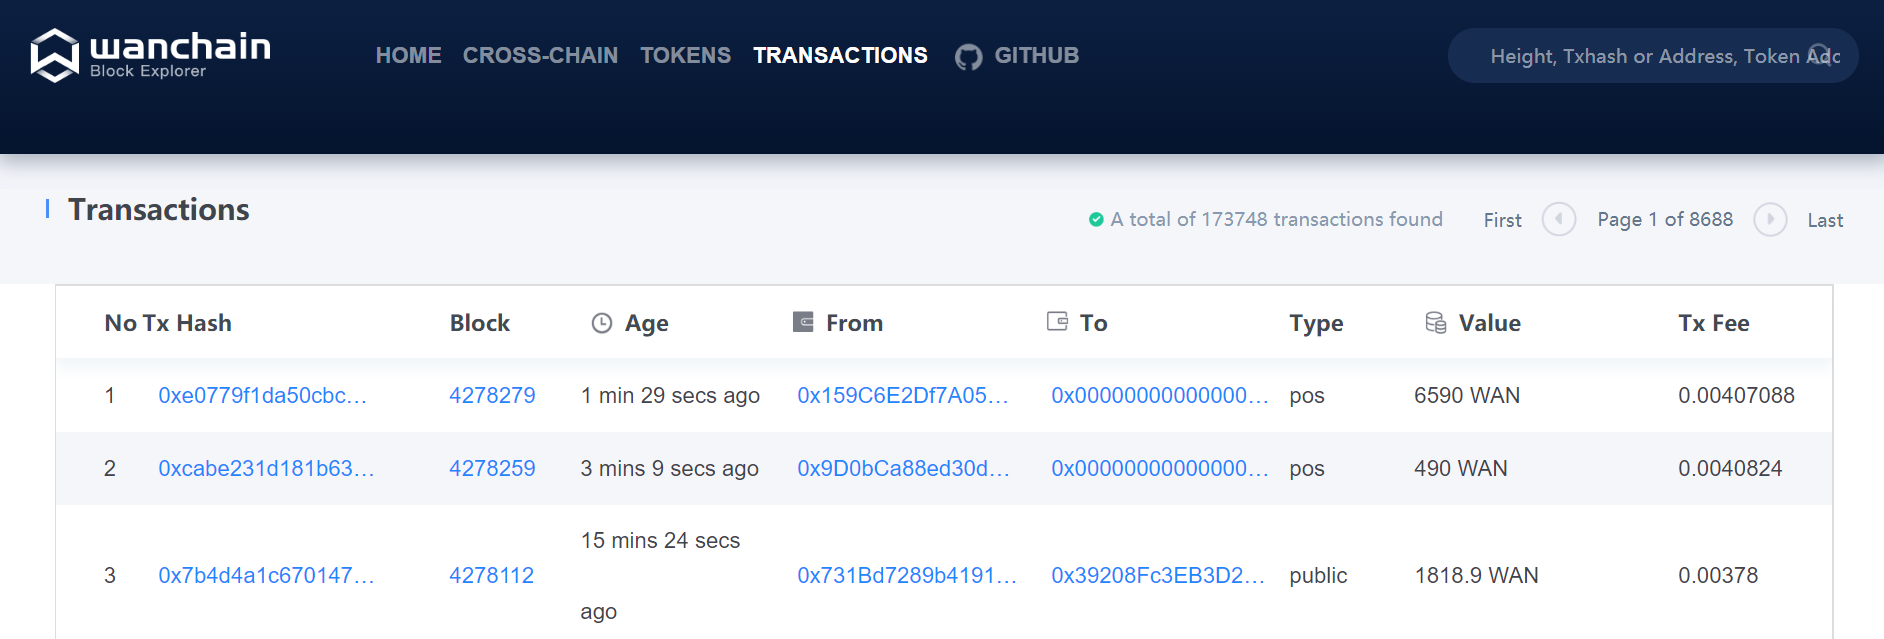 wanchain
Block Explorer
HOME CROSS-CHAIN TOKENS TRANSACTIONS GITHUB
Height, Txhash or Address, Token Adc
Transactions
A total of 173748 transactions found First Page 1 of 8688 Last
No Tx Hash Block Age From To Type Value Tx Fee
1 0xe0779f1da50cbc... 4278279 1 min 29 secs ago 0x159C6E2Df7A05... 0x00000000000000... pos 6590 WAN 0.00407088
2 0xcabe231d181b63... 4278259 3 mins 9 secs ago 0x9D0bCa88ed30d... 0x00000000000000... pos 490 WAN 0.0040824
15 mins 24 secs
3 0x7b4d4a1c670147... 4278112 0x731Bd7289b4191... 0x39208Fc3EB3D2... public 1818.9 WAN 0.00378
ago